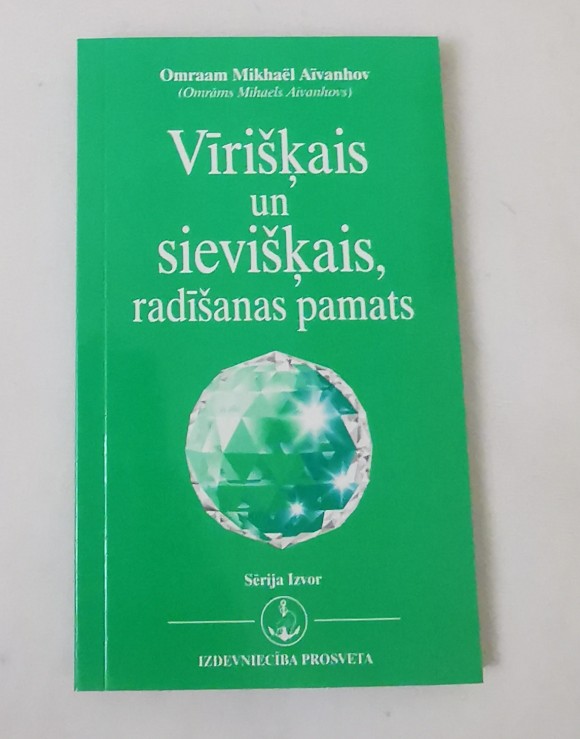 Omraam Mikhaël Aïvanhov
(Omrāms Mihaels Aivanhovs)
Vīrišķais
un
sievišķais,
radīšanas pamats
Sērija Izvor
IZDEVNIECĪBA PROSVETA